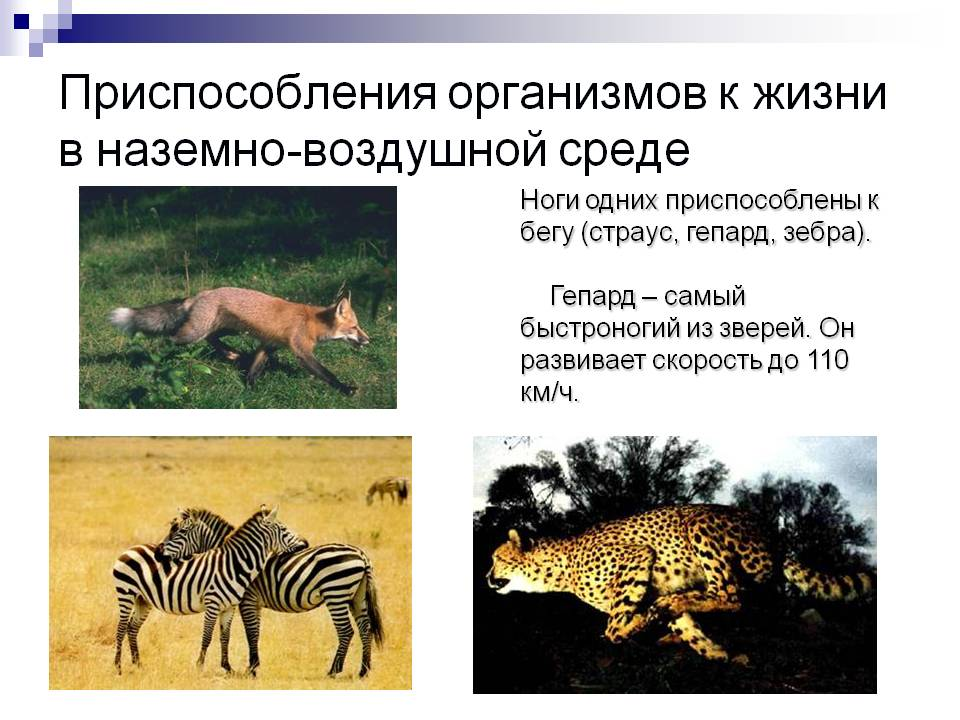 Приспособления организмов к жизни
в наземно-воздушной среде
Ноги одних приспособлены к
бегу (страус, гепард, зебра).
Гепард – самый
быстроногий из зверей. Он
развивает скорость до 110
км/ч.